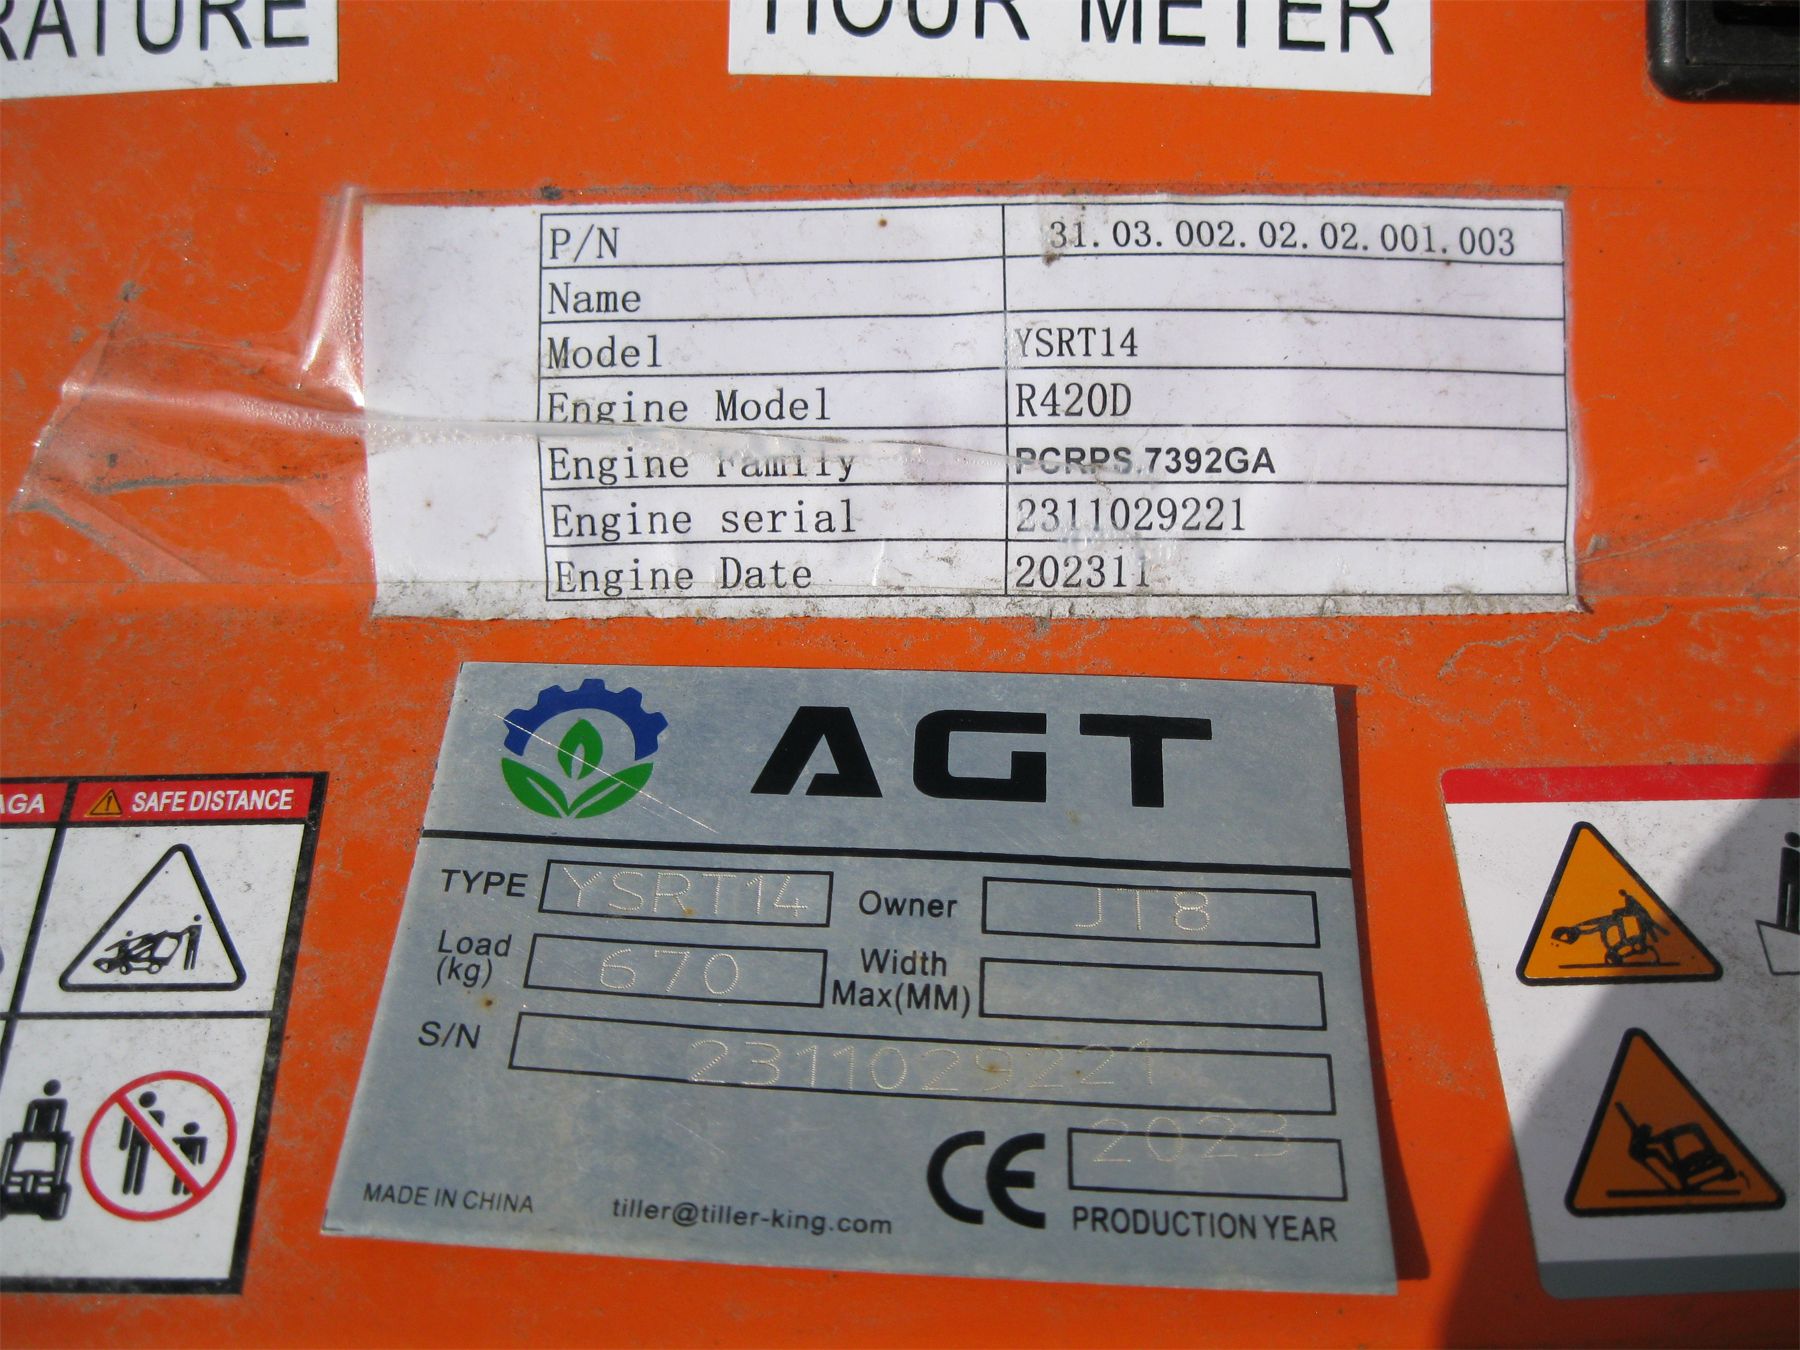 RATURE
HOUR METER
P/N 31.03.002.02.02.001.003
Name
Model YSRT14
Engine Model R420D
Engine Family PCRPS.7392GA
Engine serial 2311029221
Engine Date 202311
AGT
AGA
SAFE DISTANCE
TYPE YSRT14 Owner JT8
Load (kg) 670 Width Max(MM)
S/N 2311029221
CE 2023
MADE IN CHINA tiller@tiller-king.com PRODUCTION YEAR